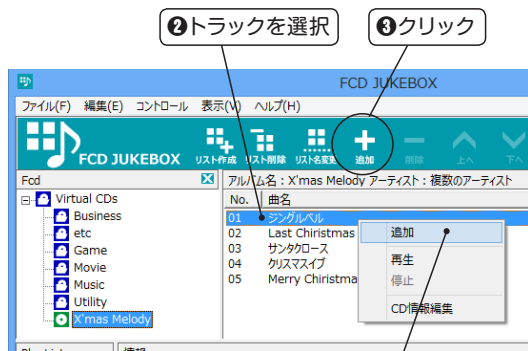 ❷トラックを選択
❸クリック
FCD JUKEBOX
ファイル(F) 編集(E) コントロール 表示(V) ヘルプ(H)
FCD JUKEBOX
リスト作成 リスト削除 リスト名変更 追加 削除 上へ 下へ
Fcd
アルバム名：X'mas Melody アーティスト：複数のアーティスト
Virtual CDs
Business
etc
Game
Movie
Music
Utility
X'mas Melody
No. 曲名
01 ジングルベル
02 Last Chirstmas
03 サンタクロース
04 クリスマスイブ
05 Merry Chiristma
追加
再生
停止
CD情報編集